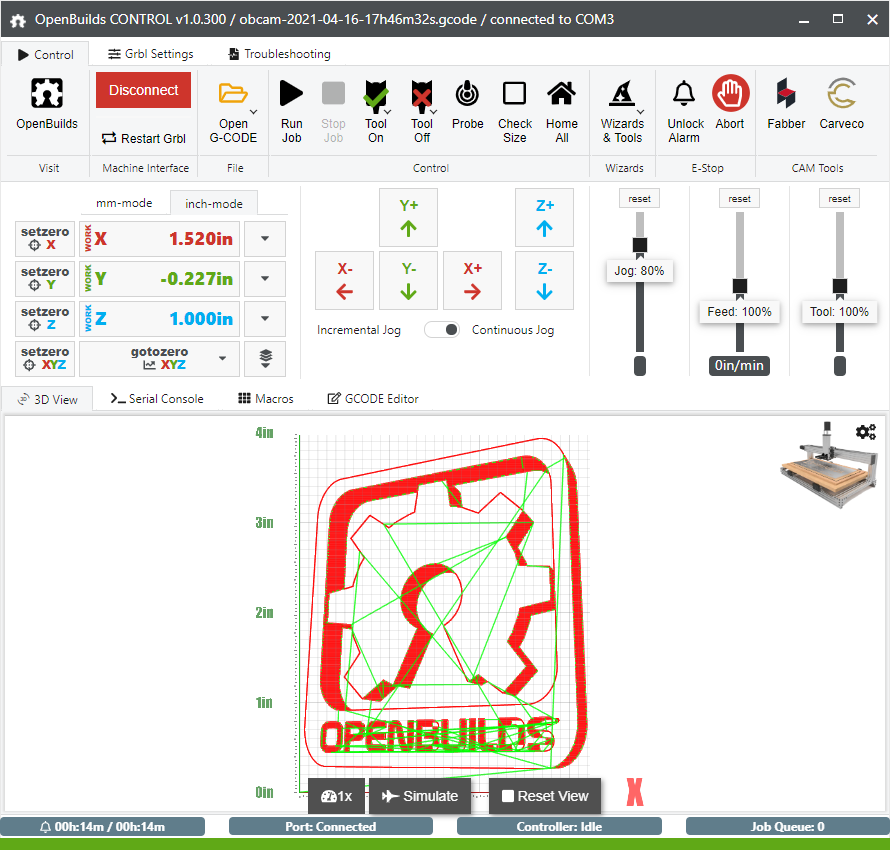 OpenBuilds CONTROL v1.0.300 / obcam-2021-04-16-17h46m32s.gcode / connected to COM3
Control Grbl Settings Troubleshooting
OpenBuilds
Visit
Disconnect
Restart Grbl
Machine Interface
Open
G-CODE
File
Run
Job
Stop
Job
Tool
On
Tool
Off
Probe
Check
Size
Home
All
Control
Wizards
& Tools
Wizards
Unlock
Alarm
Abort
E-Stop
Fabber
Carveco
CAM Tools
mm-mode inch-mode
setzero
X
WORK
X 1.520in
setzero
Y
WORK
Y -0.227in
setzero
Z
WORK
Z 1.000in
setzero
XYZ
gotozero
XYZ
Y+
Z+
X-
Y-
X+
Z-
Incremental Jog Continuous Jog
reset
Jog: 80%
reset
Feed: 100%
0in/min
reset
Tool: 100%
3D View Serial Console Macros GCODE Editor
4in
3in
2in
1in
0in
OPENBUILDS
X
1x Simulate Reset View
00h:14m / 00h:14m Port: Connected Controller: Idle Job Queue: 0